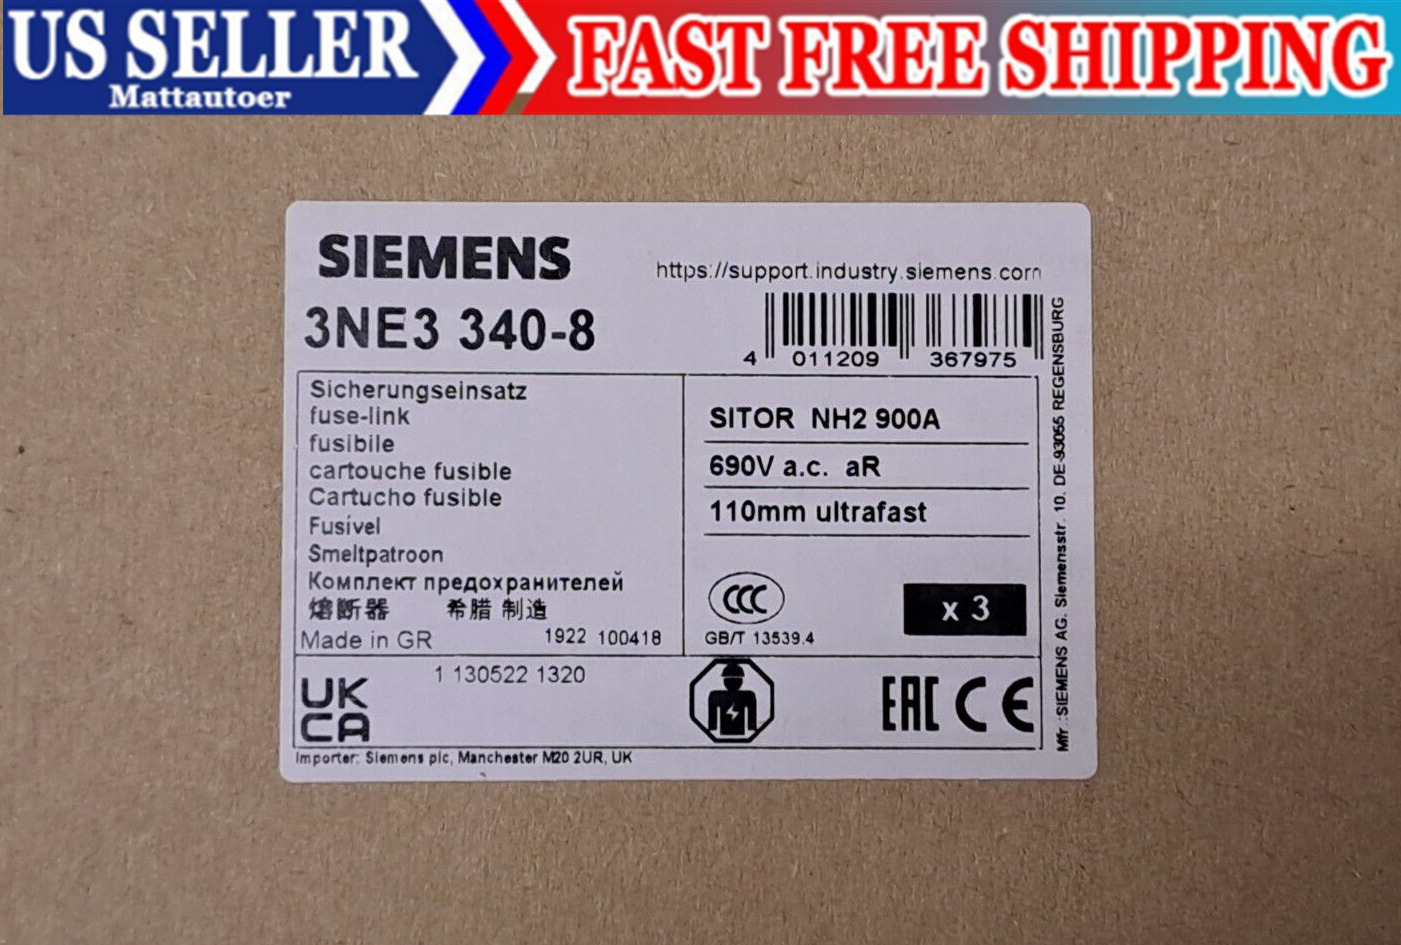 US SELLER
Mattautoer
FAST FREE SHIPPING
SIEMENS
https://support.industry.siemens.com
3NE3 340-8
4 011209 367975
Sicherungseinsatz
fuse-link
fusibile
cartouche fusible
Cartucho fusible
Fusível
Smeltpatroon
Комплект предохранителей
熔断器 希腊 制造
Made in GR 1922 100418
SITOR NH2 900A
690V a.c. aR
110mm ultrafast
CCC
GB/T 13539.4
x 3
1 130522 1320
UK
CA
EAC CE
Importer: Siemens plc, Manchester M20 2UR, UK
Mfr.:SIEMENS AG, Siemensstr. 10, DE-93055 REGENSBURG